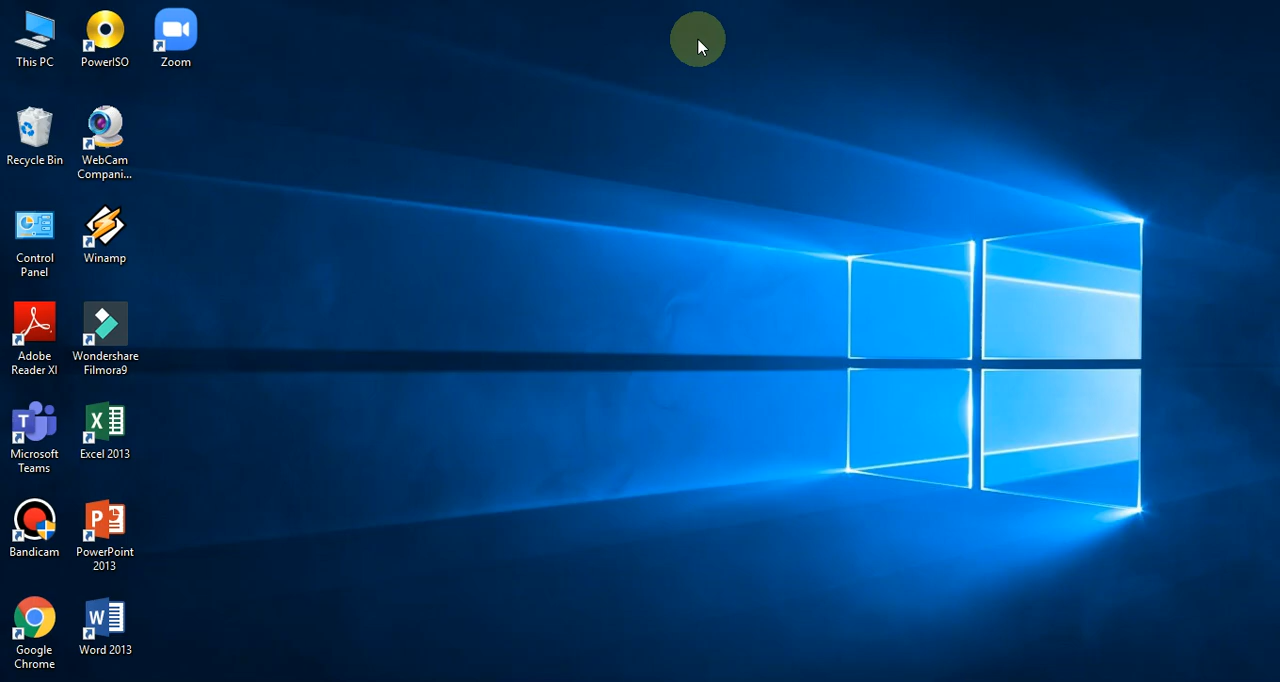 This PC
PowerISO
Zoom
Recycle Bin
WebCam
Compani...
Control
Panel
Winamp
Adobe
Reader XI
Wondershare
Filmora9
Microsoft
Teams
Excel 2013
Bandicam
PowerPoint
2013
Google
Chrome
Word 2013